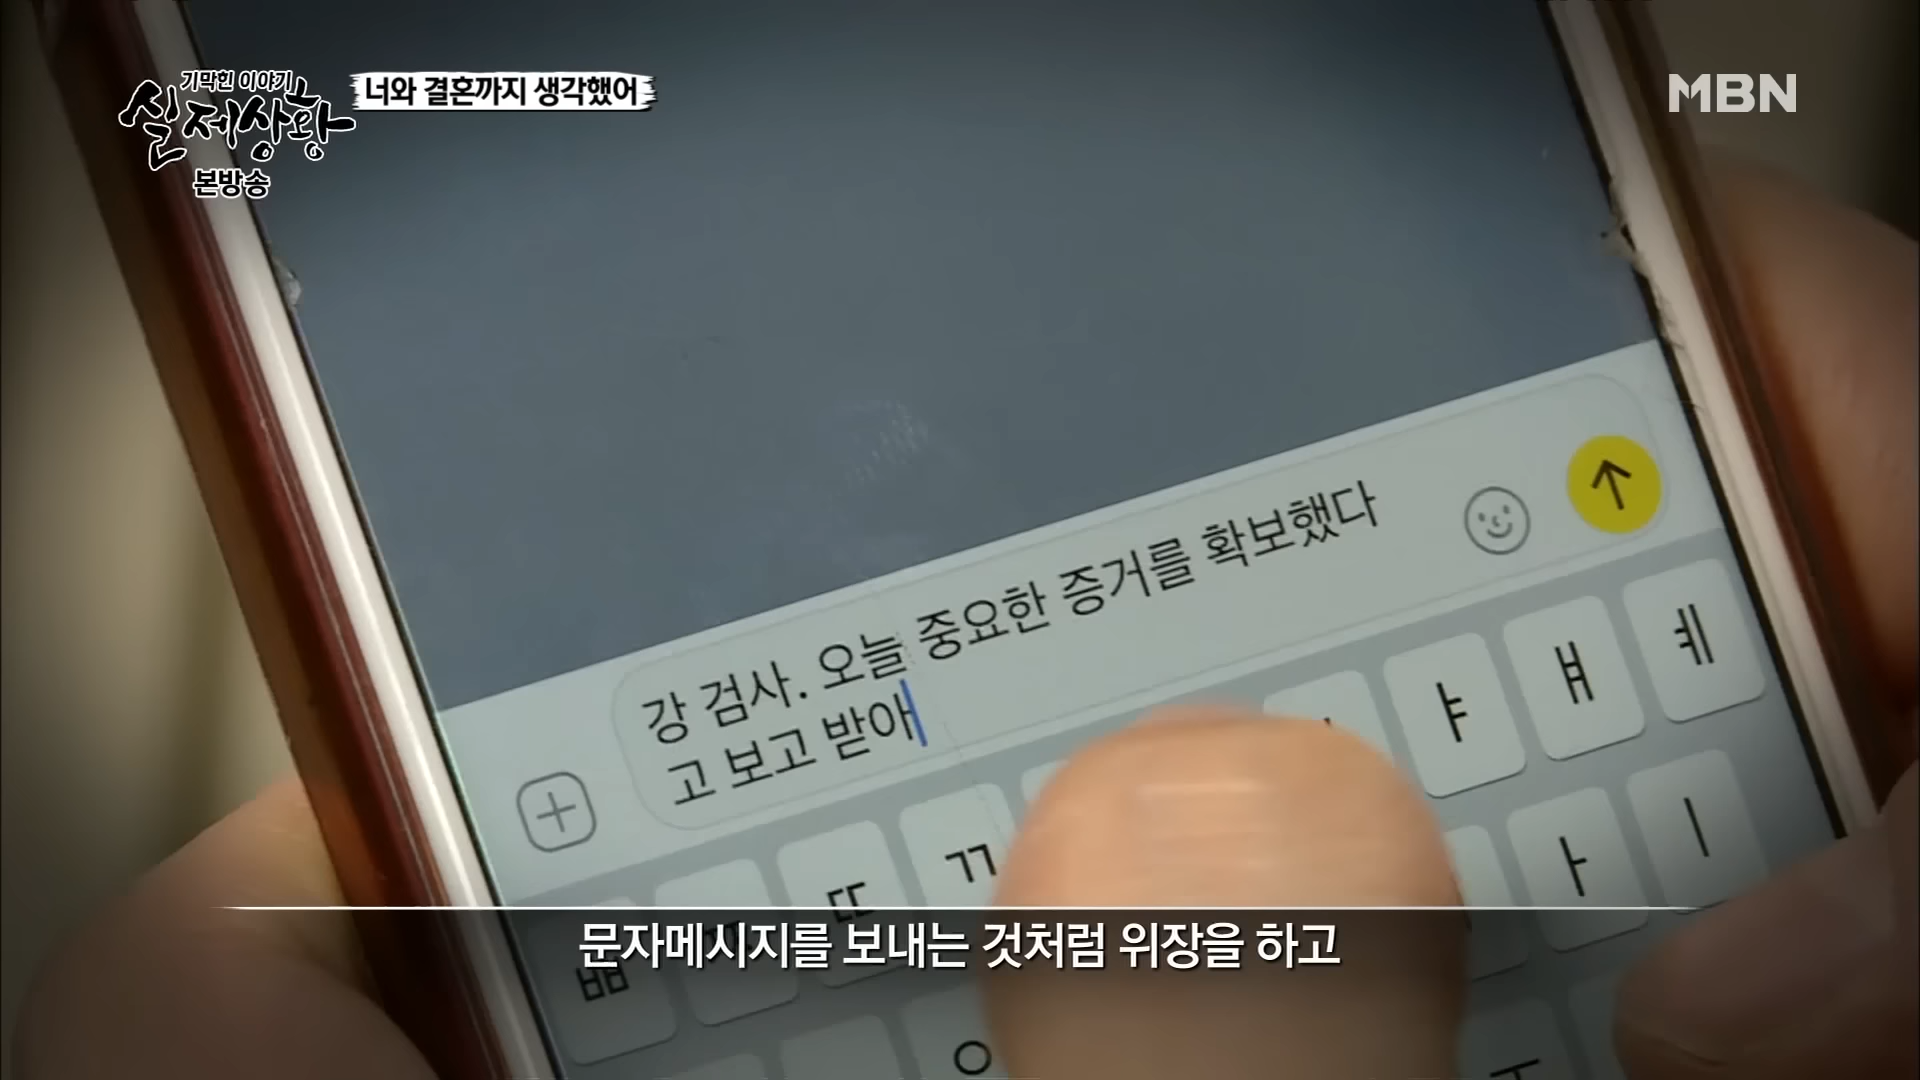 기막힌 이야기
실제상황
본방송
너와 결혼까지 생각했어
MBN
강 검사. 오늘 중요한 증거를 확보했다
고 보고 받아
ㅑ ㅒ ㅖ
ㄸ ㄲ ㅏ ㅣ
ㅃ
ㅇ ㅜ
문자메시지를 보내는 것처럼 위장을 하고